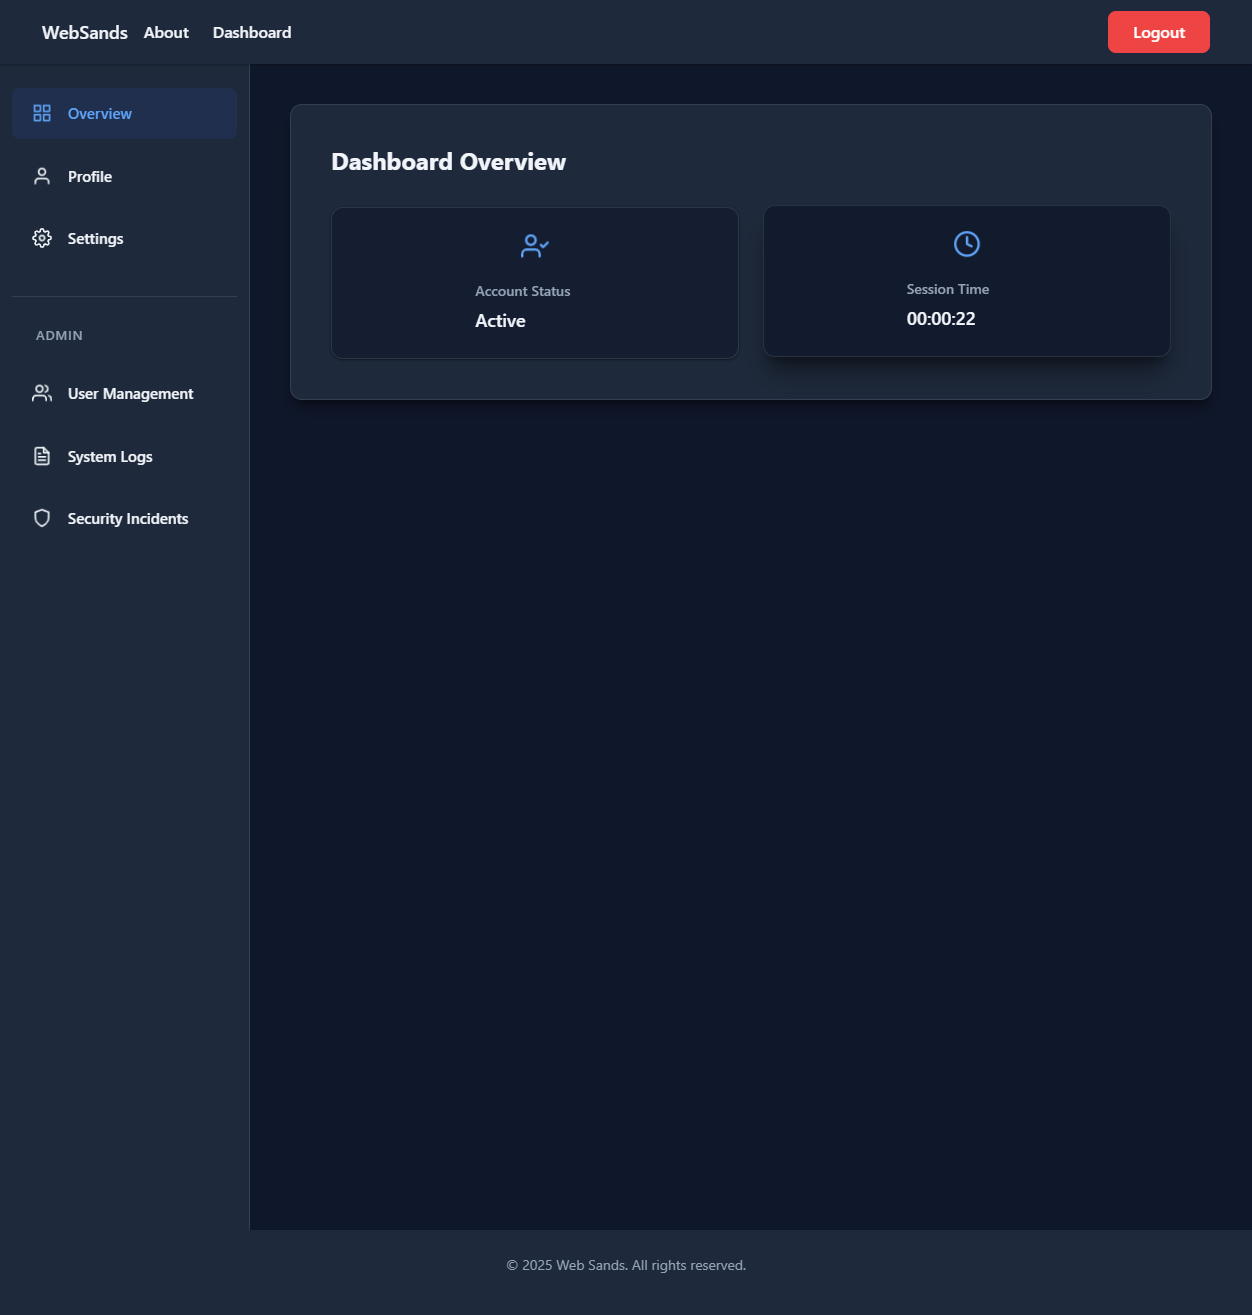 WebSands About Dashboard Logout
Overview
Profile
Settings
ADMIN
User Management
System Logs
Security Incidents
Dashboard Overview
Account Status
Active
Session Time
00:00:22
© 2025 Web Sands. All rights reserved.